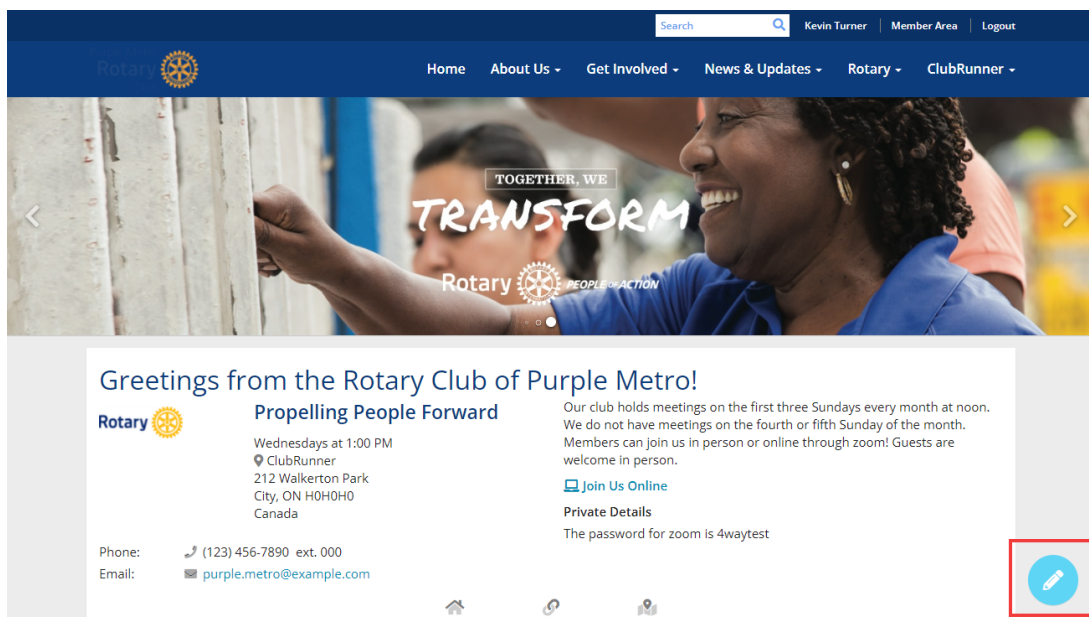 Search
Kevin Turner
Member Area
Logout
Rotary
Home
About Us
Get Involved
News & Updates
Rotary
ClubRunner
TOGETHER, WE
TRANSFORM
Rotary
PEOPLE OF ACTION
Greetings from the Rotary Club of Purple Metro!
Rotary
Propelling People Forward
Wednesdays at 1:00 PM
ClubRunner
212 Walkerton Park
City, ON H0H0H0
Canada
Phone: (123) 456-7890 ext. 000
Email: purple.metro@example.com
Our club holds meetings on the first three Sundays every month at noon.
We do not have meetings on the fourth or fifth Sunday of the month.
Members can join us in person or online through zoom! Guests are
welcome in person.
Join Us Online
Private Details
The password for zoom is 4waytest